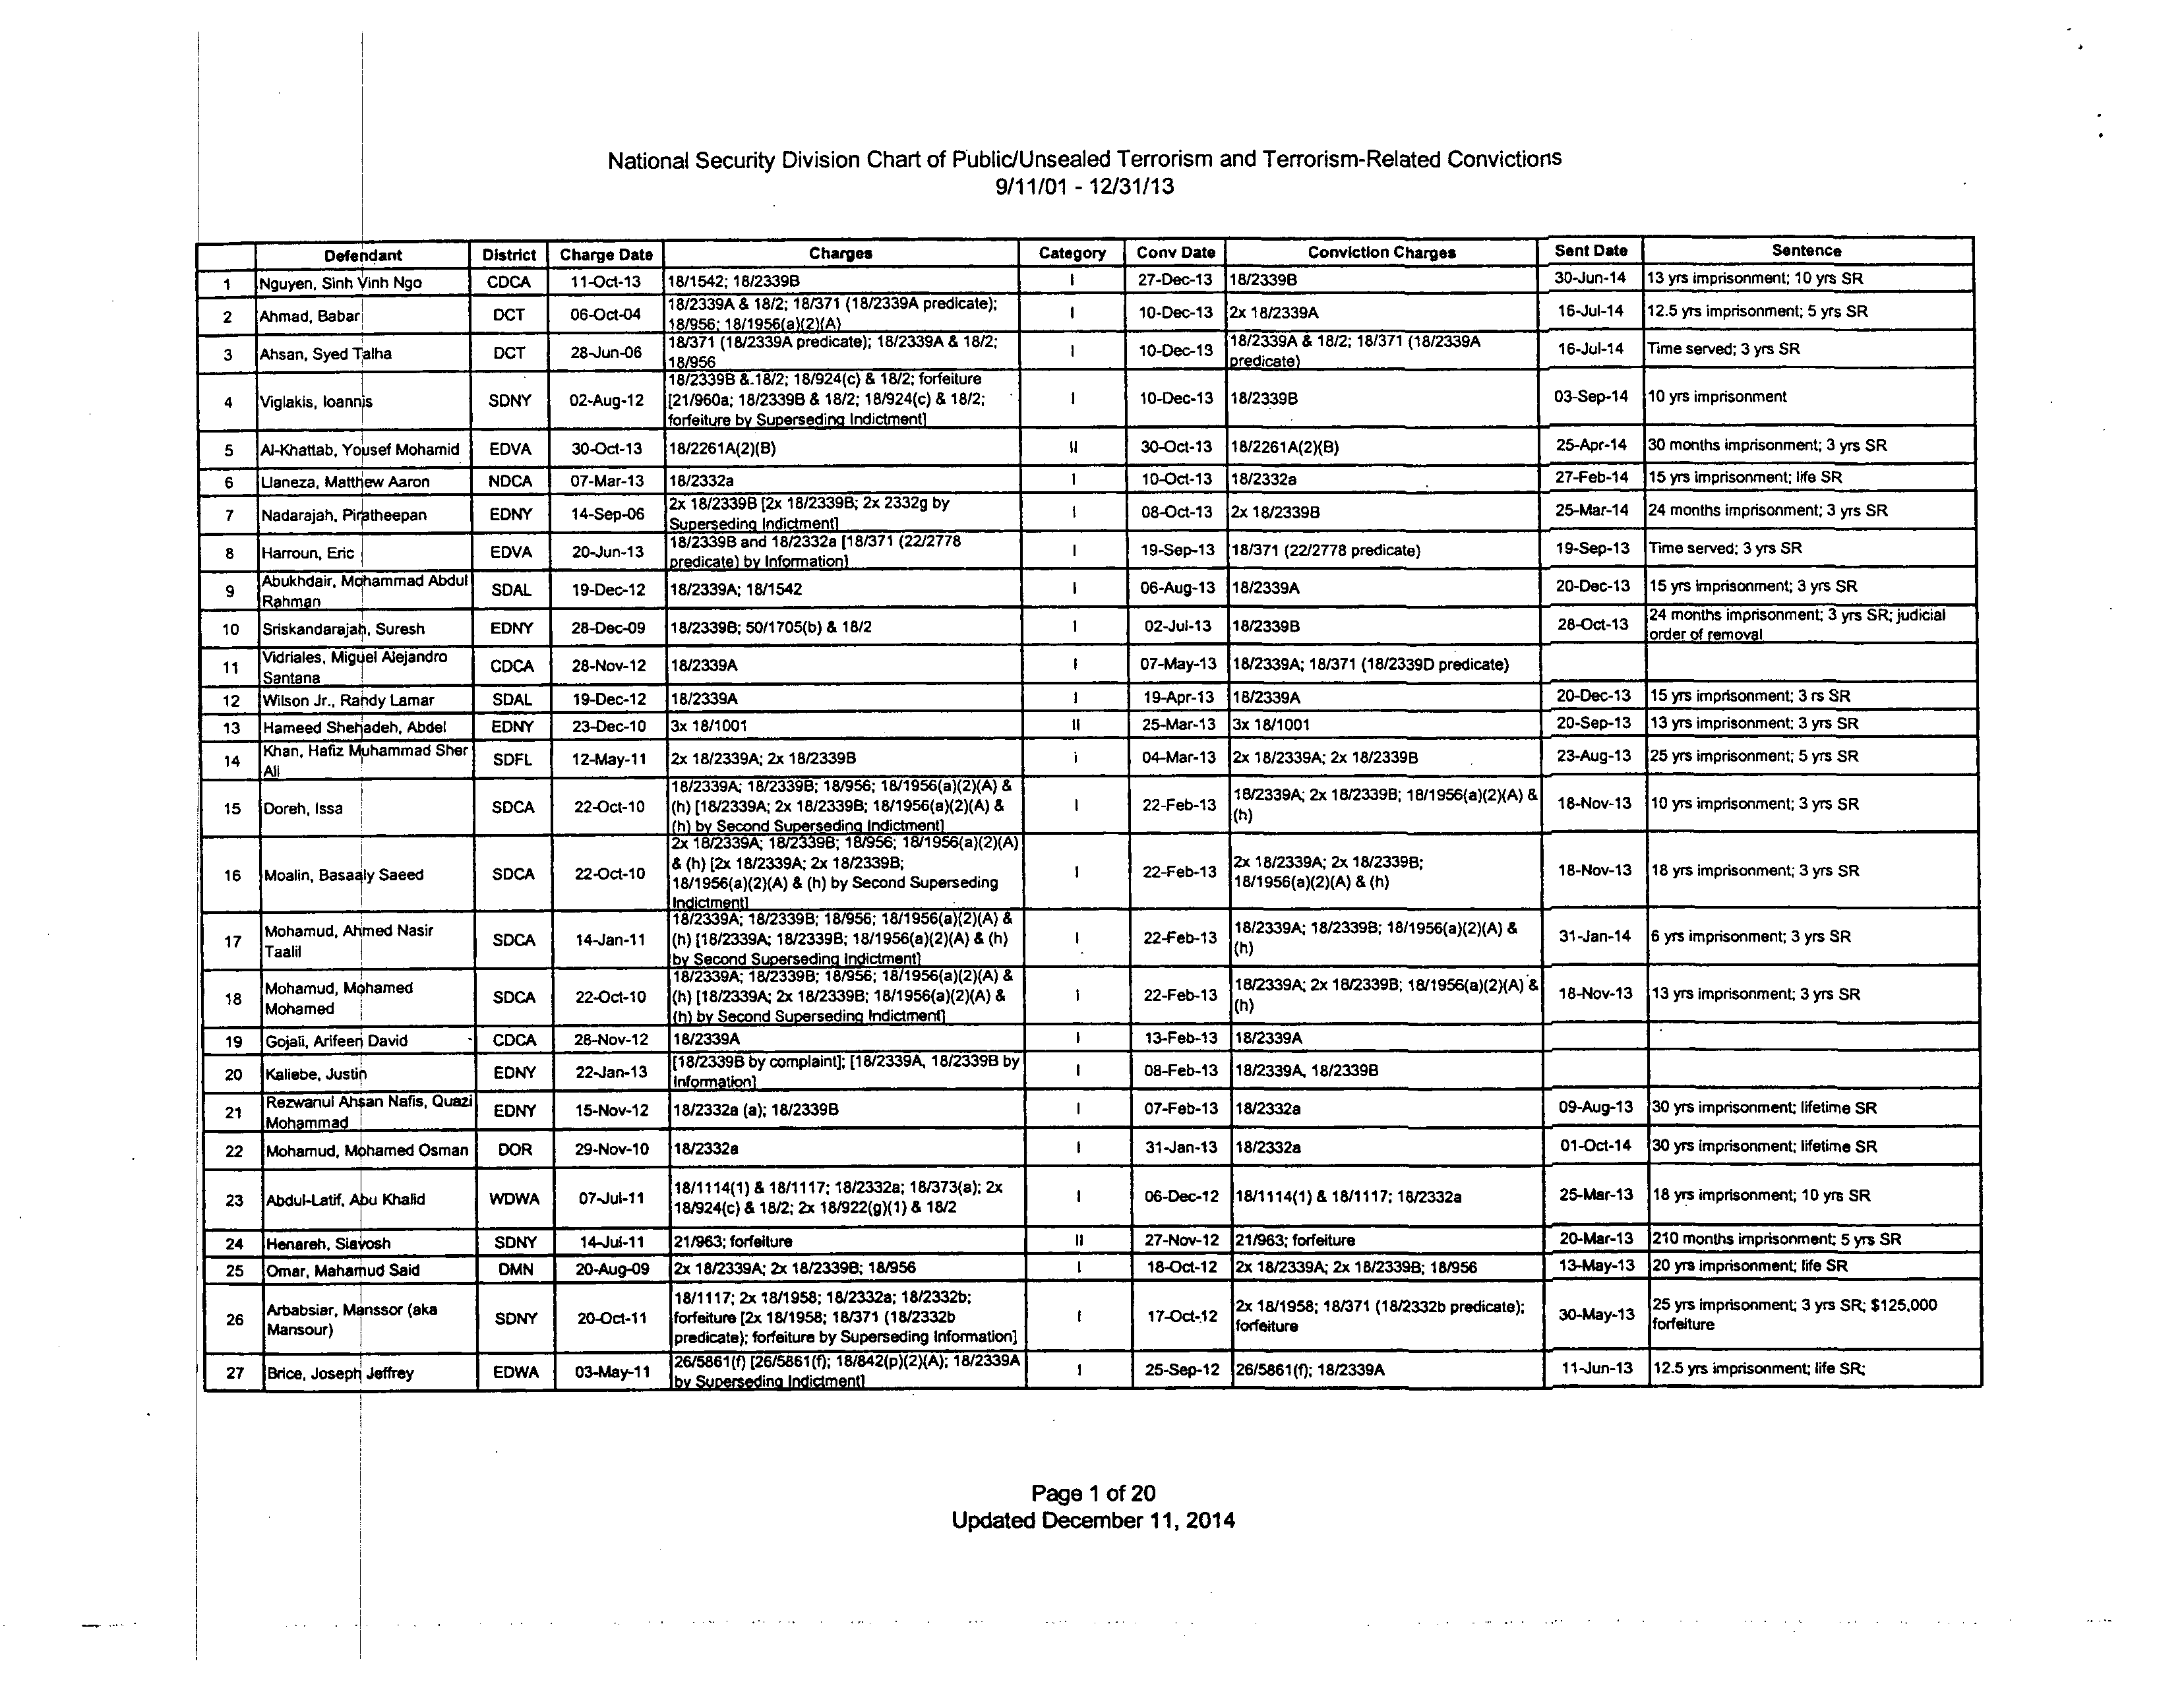 National Security Division Chart of Public/Unsealed Terrorism and Terrorism-Related Convictions
9/11/01 - 12/31/13
Defendant District Charge Date Charges Category Conv Date Conviction Charges Sent Date Sentence
1 Nguyen, Sinh Vinh Ngo CDCA 11-Oct-13 18/1542; 18/2339B I 27-Dec-13 18/2339B 30-Jun-14 13 yrs imprisonment; 10 yrs SR
2 Ahmad, Babar DCT 06-Oct-04 18/2339A & 18/2; 18/371 (18/2339A predicate);
18/956; 18/1956(a)(2)(A) I 10-Dec-13 2x 18/2339A 16-Jul-14 12.5 yrs imprisonment; 5 yrs SR
3 Ahsan, Syed Talha DCT 28-Jun-06 18/371 (18/2339A predicate); 18/2339A & 18/2;
18/956 I 10-Dec-13 18/2339A & 18/2; 18/371 (18/2339A
predicate) 16-Jul-14 Time served; 3 yrs SR
4 Viglakis, Ioannis SDNY 02-Aug-12 18/2339B & 18/2; 18/924(c) & 18/2; forfeiture
[21/960a; 18/2339B & 18/2; 18/924(c) & 18/2;
forfeiture by Superseding Indictment] I 10-Dec-13 18/2339B 03-Sep-14 10 yrs imprisonment
5 Al-Khattab, Yousef Mohamid EDVA 30-Oct-13 18/2261A(2)(B) II 30-Oct-13 18/2261A(2)(B) 25-Apr-14 30 months imprisonment; 3 yrs SR
6 Llaneza, Matthew Aaron NDCA 07-Mar-13 18/2332a I 10-Oct-13 18/2332a 27-Feb-14 15 yrs imprisonment; life SR
7 Nadarajah, Piratheepan EDNY 14-Sep-06 2x 18/2339B [2x 18/2339B; 2x 2332g by
Superseding Indictment] I 08-Oct-13 2x 18/2339B 25-Mar-14 24 months imprisonment; 3 yrs SR
8 Harroun, Eric EDVA 20-Jun-13 18/2339B and 18/2332a [18/371 (22/2778
predicate) by Information] I 19-Sep-13 18/371 (22/2778 predicate) 19-Sep-13 Time served; 3 yrs SR
9 Abukhdair, Mohammad Abdul
Rahman SDAL 19-Dec-12 18/2339A; 18/1542 I 06-Aug-13 18/2339A 20-Dec-13 15 yrs imprisonment; 3 yrs SR
10 Sriskandarajah, Suresh EDNY 28-Dec-09 18/2339B; 50/1705(b) & 18/2 I 02-Jul-13 18/2339B 28-Oct-13 24 months imprisonment; 3 yrs SR; judicial
order of removal
11 Vidriales, Miguel Alejandro
Santana CDCA 28-Nov-12 18/2339A I 07-May-13 18/2339A; 18/371 (18/2339D predicate)
12 Wilson Jr., Randy Lamar SDAL 19-Dec-12 18/2339A I 19-Apr-13 18/2339A 20-Dec-13 15 yrs imprisonment; 3 rs SR
13 Hameed Shehadeh, Abdel EDNY 23-Dec-10 3x 18/1001 II 25-Mar-13 3x 18/1001 20-Sep-13 13 yrs imprisonment; 3 yrs SR
14 Khan, Hafiz Muhammad Sher
Ali SDFL 12-May-11 2x 18/2339A; 2x 18/2339B i 04-Mar-13 2x 18/2339A; 2x 18/2339B 23-Aug-13 25 yrs imprisonment; 5 yrs SR
15 Doreh, Issa SDCA 22-Oct-10 18/2339A; 18/2339B; 18/956; 18/1956(a)(2)(A) &
(h) [18/2339A; 2x 18/2339B; 18/1956(a)(2)(A) &
(h) by Second Superseding Indictment] I 22-Feb-13 18/2339A; 2x 18/2339B; 18/1956(a)(2)(A) &
(h) 18-Nov-13 10 yrs imprisonment; 3 yrs SR
16 Moalin, Basaaly Saeed SDCA 22-Oct-10 2x 18/2339A; 18/2339B; 18/956; 18/1956(a)(2)(A)
& (h) [2x 18/2339A; 2x 18/2339B;
18/1956(a)(2)(A) & (h) by Second Superseding
Indictment] I 22-Feb-13 2x 18/2339A; 2x 18/2339B;
18/1956(a)(2)(A) & (h) 18-Nov-13 18 yrs imprisonment; 3 yrs SR
17 Mohamud, Ahmed Nasir
Taalil SDCA 14-Jan-11 18/2339A; 18/2339B; 18/956; 18/1956(a)(2)(A) &
(h) [18/2339A; 18/2339B; 18/1956(a)(2)(A) & (h)
by Second Superseding Indictment] I 22-Feb-13 18/2339A; 18/2339B; 18/1956(a)(2)(A) &
(h) 31-Jan-14 6 yrs imprisonment; 3 yrs SR
18 Mohamud, Mohamed
Mohamed SDCA 22-Oct-10 18/2339A; 18/2339B; 18/956; 18/1956(a)(2)(A) &
(h) [18/2339A; 2x 18/2339B; 18/1956(a)(2)(A) &
(h) by Second Superseding Indictment] I 22-Feb-13 18/2339A; 2x 18/2339B; 18/1956(a)(2)(A) &
(h) 18-Nov-13 13 yrs imprisonment; 3 yrs SR
19 Gojali, Arifeen David CDCA 28-Nov-12 18/2339A I 13-Feb-13 18/2339A
20 Kaliebe, Justin EDNY 22-Jan-13 [18/2339B by complaint]; [18/2339A, 18/2339B by
Information] I 08-Feb-13 18/2339A, 18/2339B
21 Rezwanul Ahsan Nafis, Quazi
Mohammad EDNY 15-Nov-12 18/2332a (a); 18/2339B I 07-Feb-13 18/2332a 09-Aug-13 30 yrs imprisonment; lifetime SR
22 Mohamud, Mohamed Osman DOR 29-Nov-10 18/2332a I 31-Jan-13 18/2332a 01-Oct-14 30 yrs imprisonment; lifetime SR
23 Abdul-Latif, Abu Khalid WDWA 07-Jul-11 18/1114(1) & 18/1117; 18/2332a; 18/373(a); 2x
18/924(c) & 18/2; 2x 18/922(g)(1) & 18/2 I 06-Dec-12 18/1114(1) & 18/1117; 18/2332a 25-Mar-13 18 yrs imprisonment; 10 yrs SR
24 Henareh, Siavosh SDNY 14-Jul-11 21/963; forfeiture II 27-Nov-12 21/963; forfeiture 20-Mar-13 210 months imprisonment; 5 yrs SR
25 Omar, Mahamud Said DMN 20-Aug-09 2x 18/2339A; 2x 18/2339B; 18/956 I 18-Oct-12 2x 18/2339A; 2x 18/2339B; 18/956 13-May-13 20 yrs imprisonment; life SR
26 Arbabsiar, Manssor (aka
Mansour) SDNY 20-Oct-11 18/1117; 2x 18/1958; 18/2332a; 18/2332b;
forfeiture [2x 18/1958; 18/371 (18/2332b
predicate); forfeiture by Superseding Information] I 17-Oct-12 2x 18/1958; 18/371 (18/2332b predicate);
forfeiture 30-May-13 25 yrs imprisonment; 3 yrs SR; $125,000
forfeiture
27 Brice, Joseph Jeffrey EDWA 03-May-11 26/5861(f) [26/5861(f); 18/842(p)(2)(A); 18/2339A
by Superseding Indictment] I 25-Sep-12 26/5861(f); 18/2339A 11-Jun-13 12.5 yrs imprisonment; life SR;
Page 1 of 20
Updated December 11, 2014